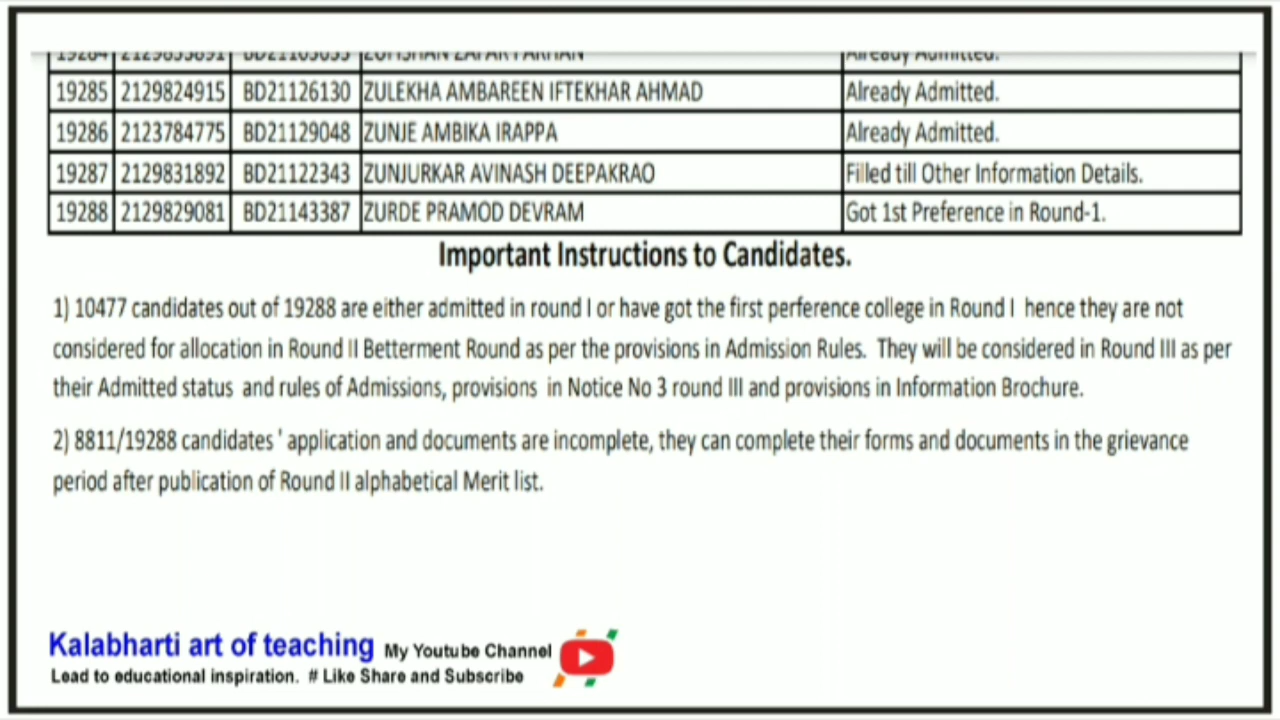 19285 2129824915 BD21126130 ZULEKHA AMBAREEN IFTEKHAR AHMAD Already Admitted.
19286 2123784775 BD21129048 ZUNJE AMBIKA IRAPPA Already Admitted.
19287 2129831892 BD21122343 ZUNJURKAR AVINASH DEEPAKRAO Filled till Other Information Details.
19288 2129829081 BD21143387 ZURDE PRAMOD DEVRAM Got 1st Preference in Round-1.
Important Instructions to Candidates.
1) 10477 candidates out of 19288 are either admitted in round I or have got the first perference college in Round I hence they are not
considered for allocation in Round II Betterment Round as per the provisions in Admission Rules. They will be considered in Round III as per
their Admitted status and rules of Admissions, provisions in Notice No 3 round III and provisions in Information Brochure.
2) 8811/19288 candidates ' application and documents are incomplete, they can complete their forms and documents in the grievance
period after publication of Round II alphabetical Merit list.
Kalabharti art of teaching My Youtube Channel
Lead to educational inspiration. # Like Share and Subscribe